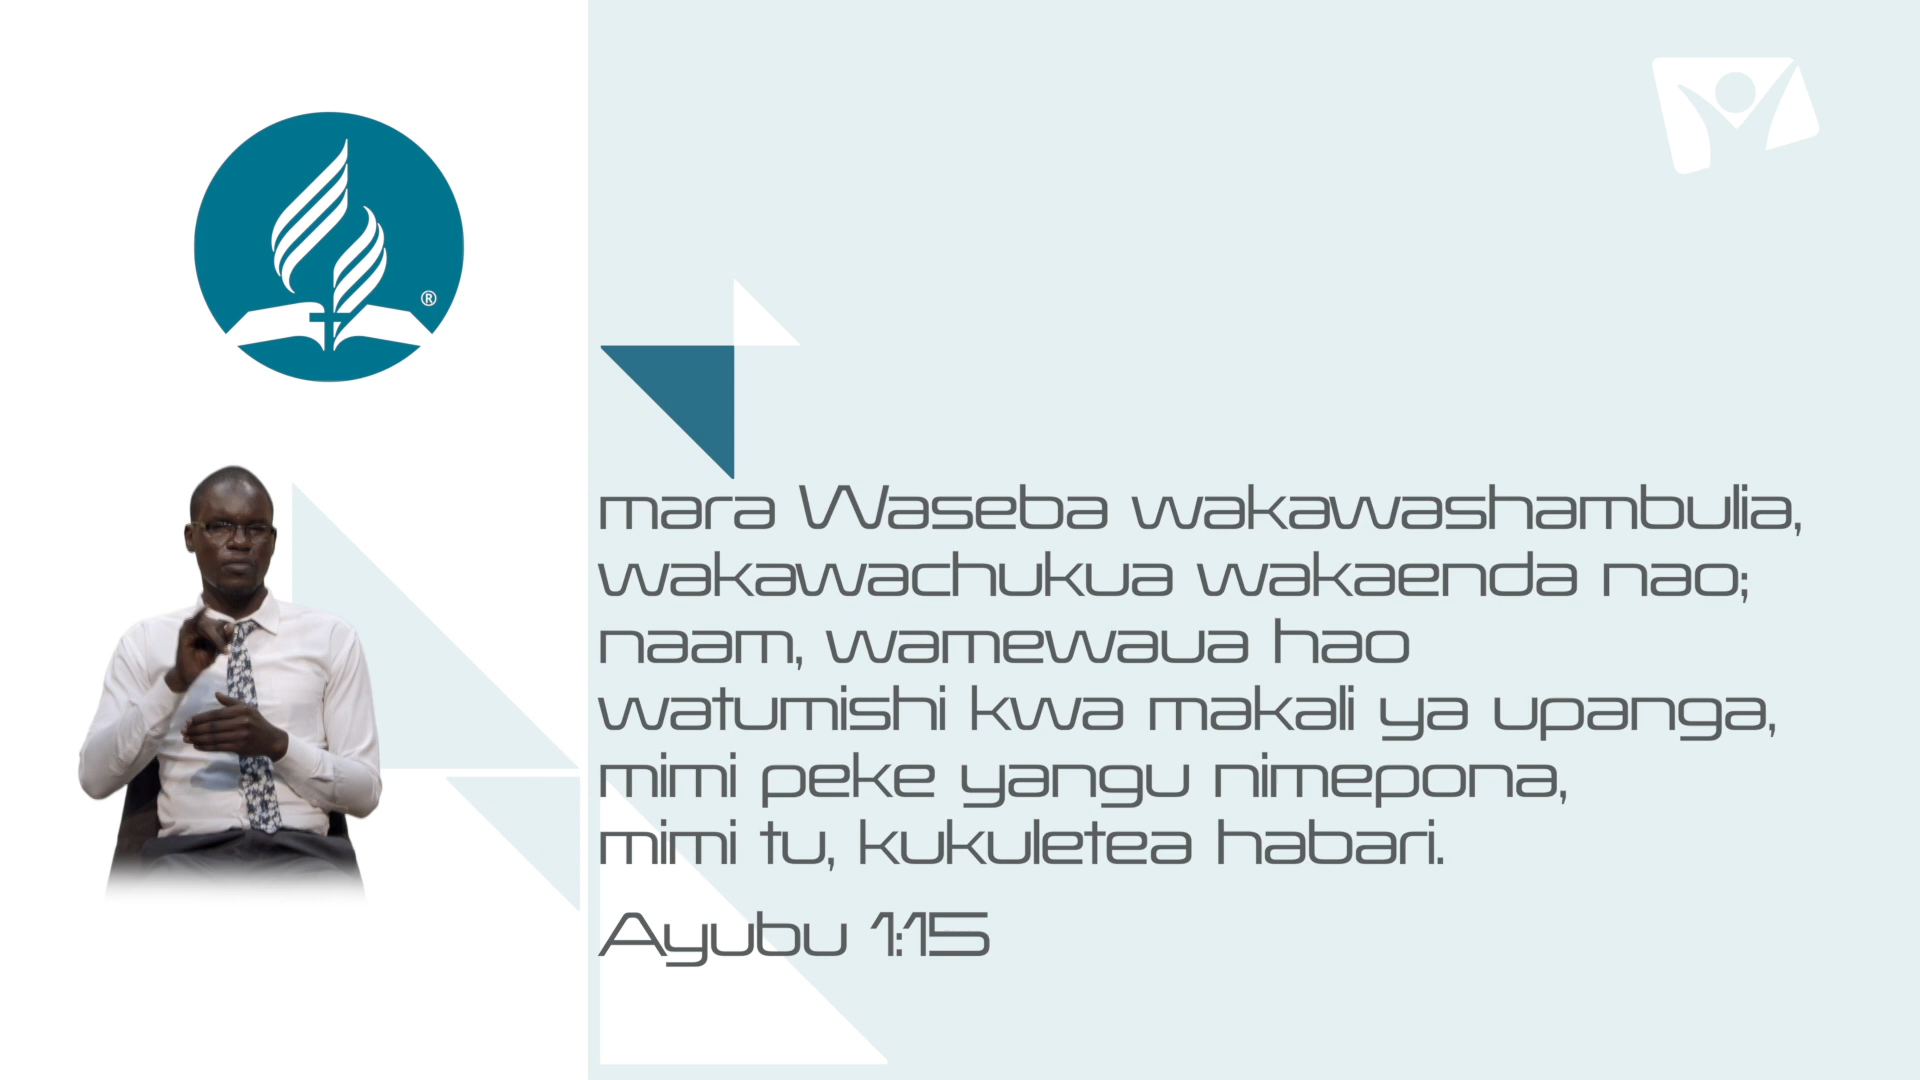 ®
mara Waseba wakawashambulia,
wakawachukua wakaenda nao;
naam, wamewaua hao
watumishi kwa makali ya upanga,
mimi peke yangu nimepona,
mimi tu, kukuletea habari.
Ayubu 1:15